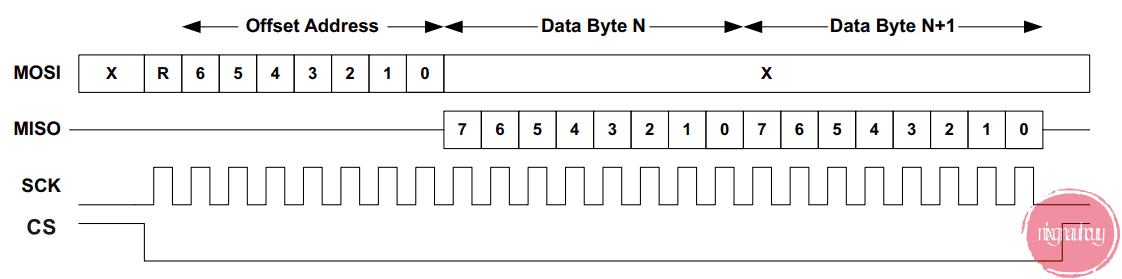 Offset Address Data Byte N Data Byte N+1
MOSI X R 6 5 4 3 2 1 0 X
MISO 7 6 5 4 3 2 1 0 7 6 5 4 3 2 1 0
SCK
CS